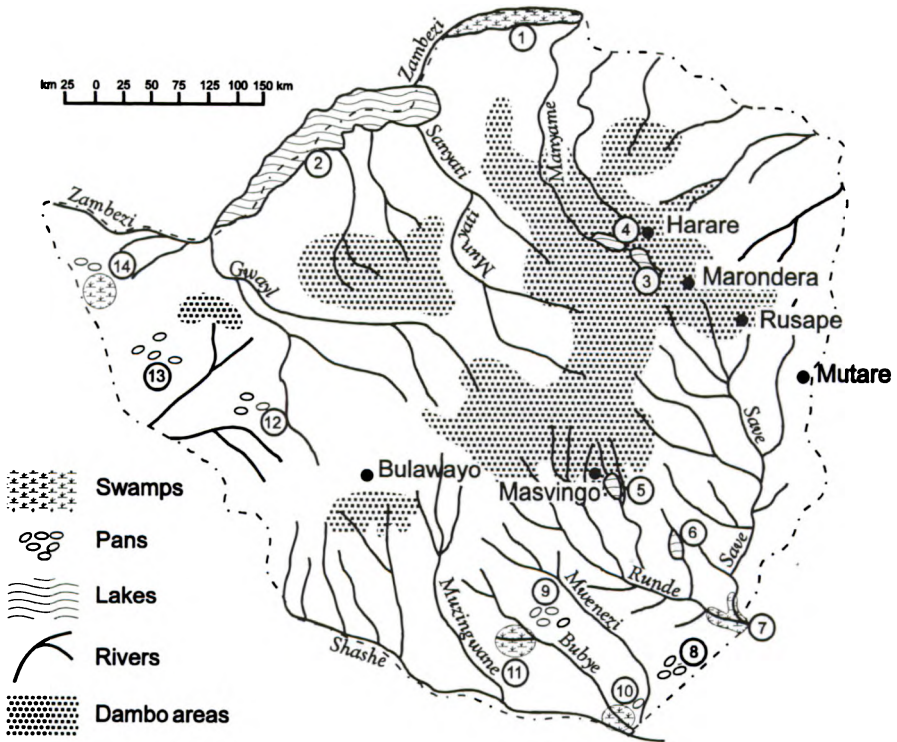 1
Zambezi
km 25 0 25 50 75 100 125 150 km
Manyame
Sanyati
2
Zambezi
4
Harare
Munyati
14
Gwayl
3
Marondera
Rusape
13
Mutare
12
Save
Bulawayo
Masvingo
5
Swamps
6
Save
Pans
9
Mwenezi
Runde
Lakes
Muzingwane
7
Bubye
8
Rivers
Shashe
11
10
Dambo areas